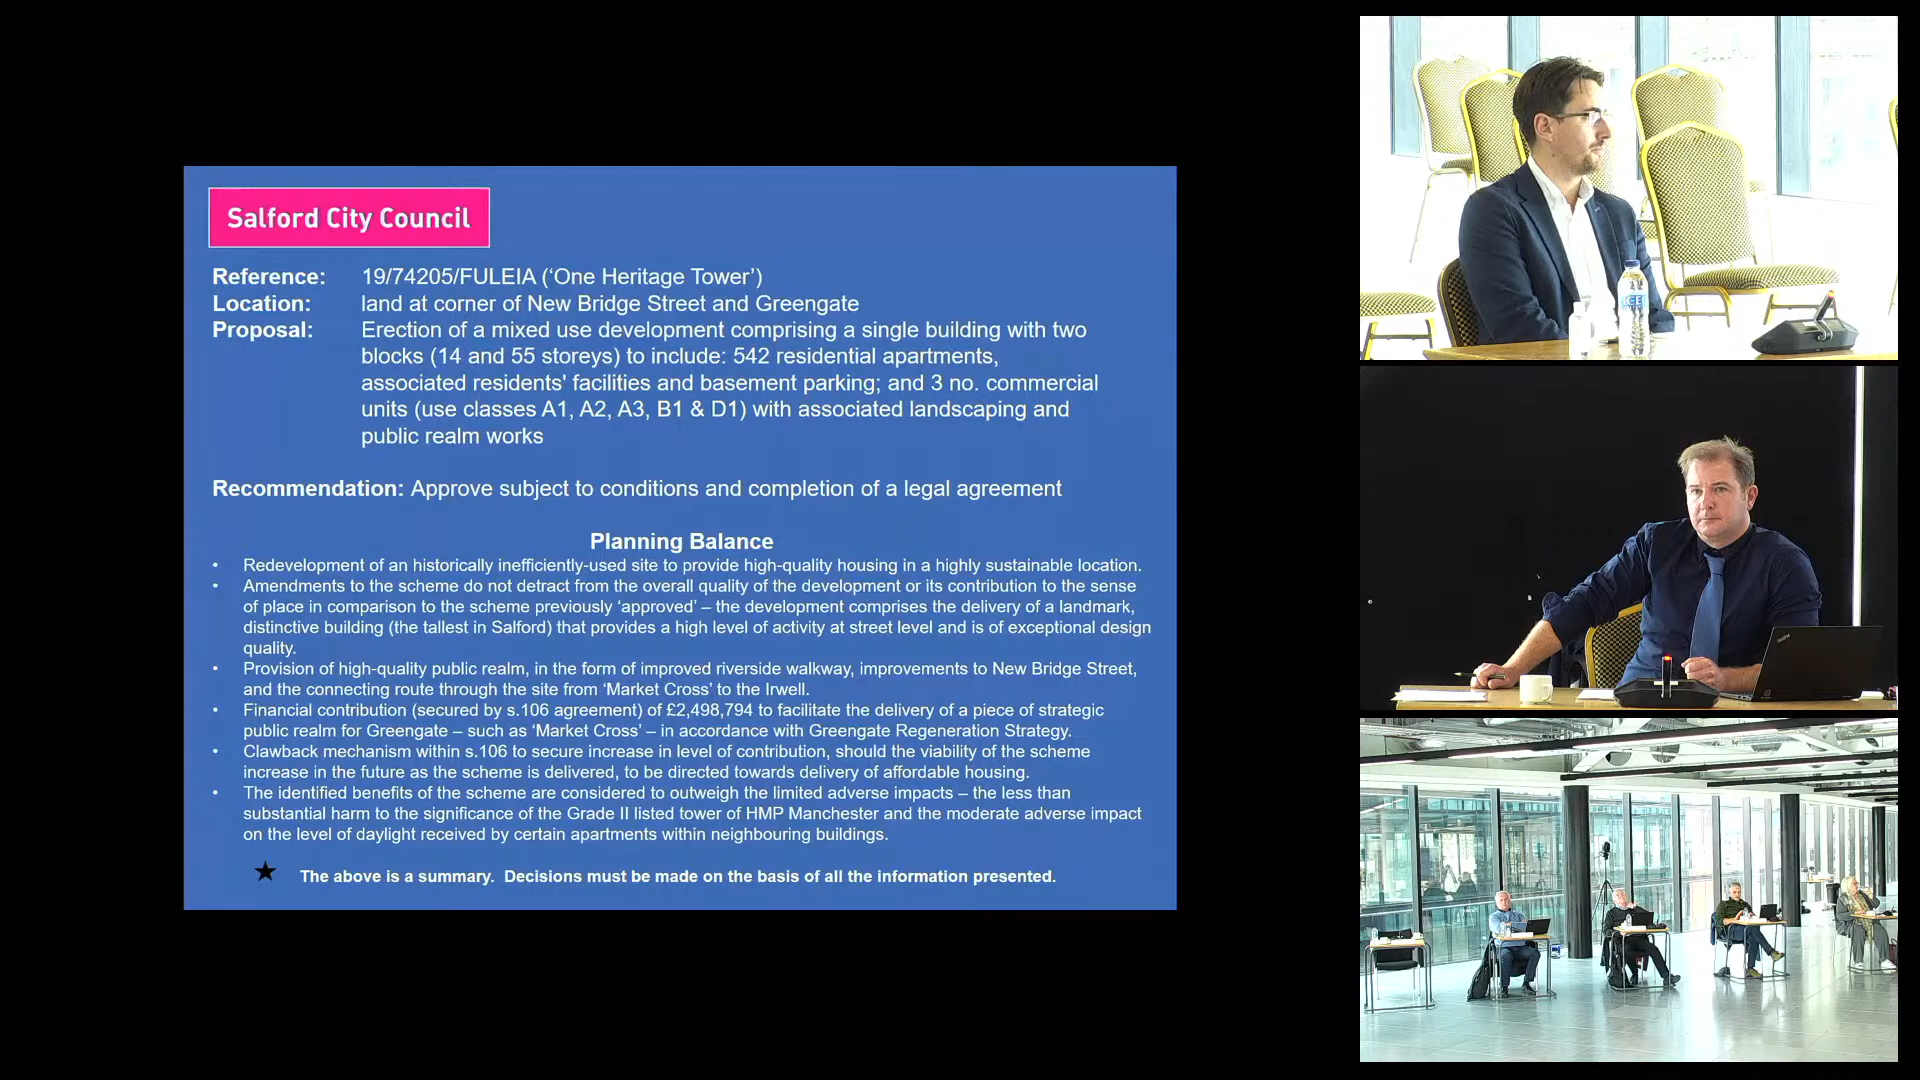 Salford City Council
Reference: 19/74205/FULEIA (‘One Heritage Tower’)
Location: land at corner of New Bridge Street and Greengate
Proposal: Erection of a mixed use development comprising a single building with two
blocks (14 and 55 storeys) to include: 542 residential apartments,
associated residents' facilities and basement parking; and 3 no. commercial
units (use classes A1, A2, A3, B1 & D1) with associated landscaping and
public realm works
Recommendation: Approve subject to conditions and completion of a legal agreement
Planning Balance
• Redevelopment of an historically inefficiently-used site to provide high-quality housing in a highly sustainable location.
• Amendments to the scheme do not detract from the overall quality of the development or its contribution to the sense
of place in comparison to the scheme previously ‘approved’ – the development comprises the delivery of a landmark,
distinctive building (the tallest in Salford) that provides a high level of activity at street level and is of exceptional design
quality.
• Provision of high-quality public realm, in the form of improved riverside walkway, improvements to New Bridge Street,
and the connecting route through the site from ‘Market Cross’ to the Irwell.
• Financial contribution (secured by s.106 agreement) of £2,498,794 to facilitate the delivery of a piece of strategic
public realm for Greengate – such as ‘Market Cross’ – in accordance with Greengate Regeneration Strategy.
• Clawback mechanism within s.106 to secure increase in level of contribution, should the viability of the scheme
increase in the future as the scheme is delivered, to be directed towards delivery of affordable housing.
• The identified benefits of the scheme are considered to outweigh the limited adverse impacts – the less than
substantial harm to the significance of the Grade II listed tower of HMP Manchester and the moderate adverse impact
on the level of daylight received by certain apartments within neighbouring buildings.
★ The above is a summary. Decisions must be made on the basis of all the information presented.